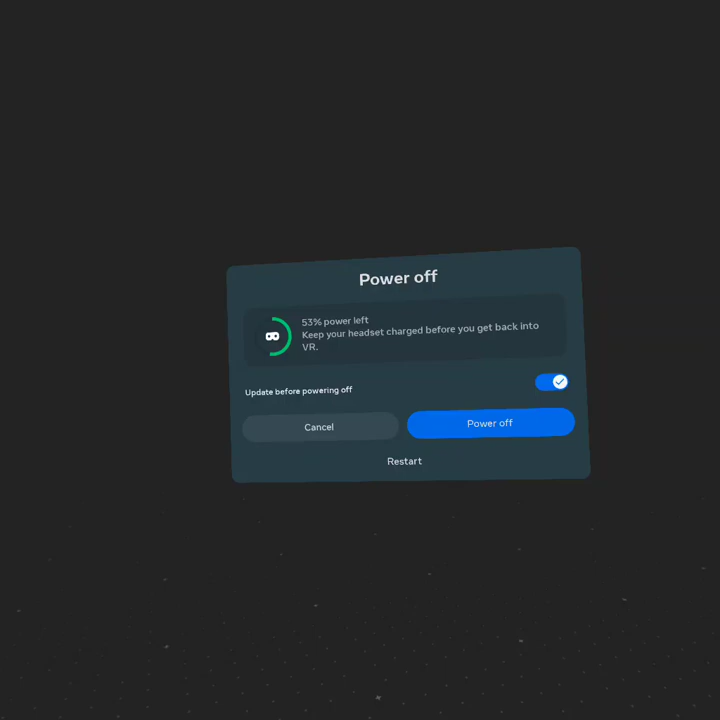 Power off
53% power left
Keep your headset charged before you get back into
VR.
Update before powering off
Cancel
Power off
Restart